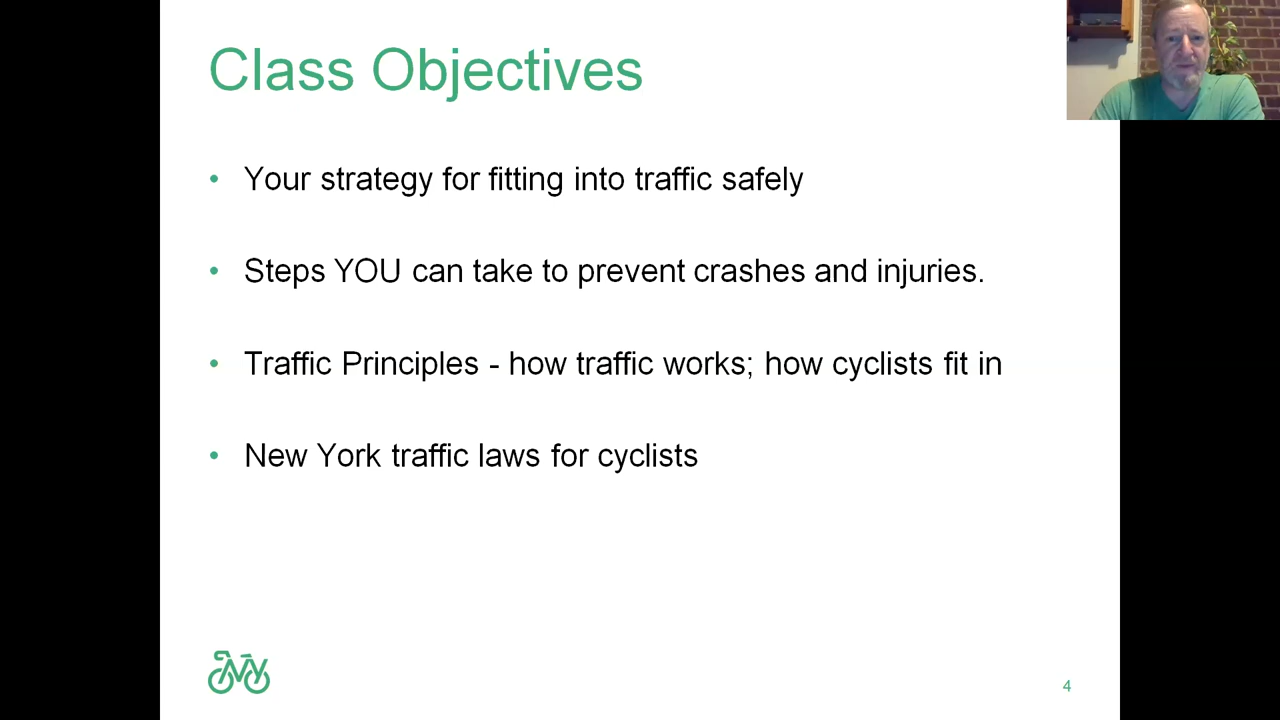 Class Objectives
• Your strategy for fitting into traffic safely
• Steps YOU can take to prevent crashes and injuries.
• Traffic Principles - how traffic works; how cyclists fit in
• New York traffic laws for cyclists
4